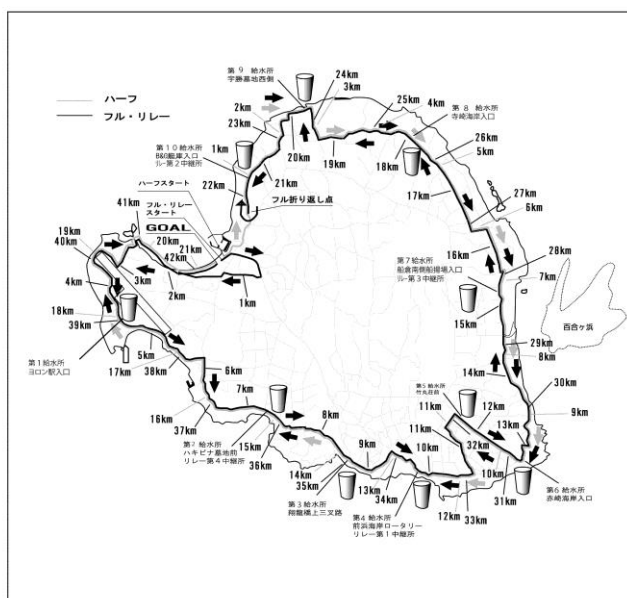 ハーフ
フル・リレー
第9 給水所
宇勝墓地西側
24km
3km
25km
4km
第8 給水所
寺崎海岸入口
2km
23km
26km
5km
第10給水所
B&G艇庫入口
リレー第2中継所
1km
20km
19km
18km
21km
17km
27km
6km
22km
ハーフスタート
フル・リレー
スタート
フル折り返し点
GOAL
41km
20km
21km
42km
16km
28km
7km
19km
40km
3km
2km
1km
第7 給水所
船倉南側船揚場入口
リレー第3中継所
4km
15km
百合ヶ浜
18km
39km
第1給水所
ヨロン駅入口
5km
17km
38km
6km
29km
8km
14km
30km
第5給水所
竹丸荘前
7km
11km
12km
9km
16km
37km
8km
11km
13km
32km
第2 給水所
ハキビナ墓地前
リレー第4中継所
15km
36km
9km
10km
10km
31km
第6 給水所
赤崎海岸入口
14km
35km
13km
34km
第3 給水所
翔龍橋上三叉路
第4 給水所
前浜海岸ロータリー
リレー第1中継所
12km
33km